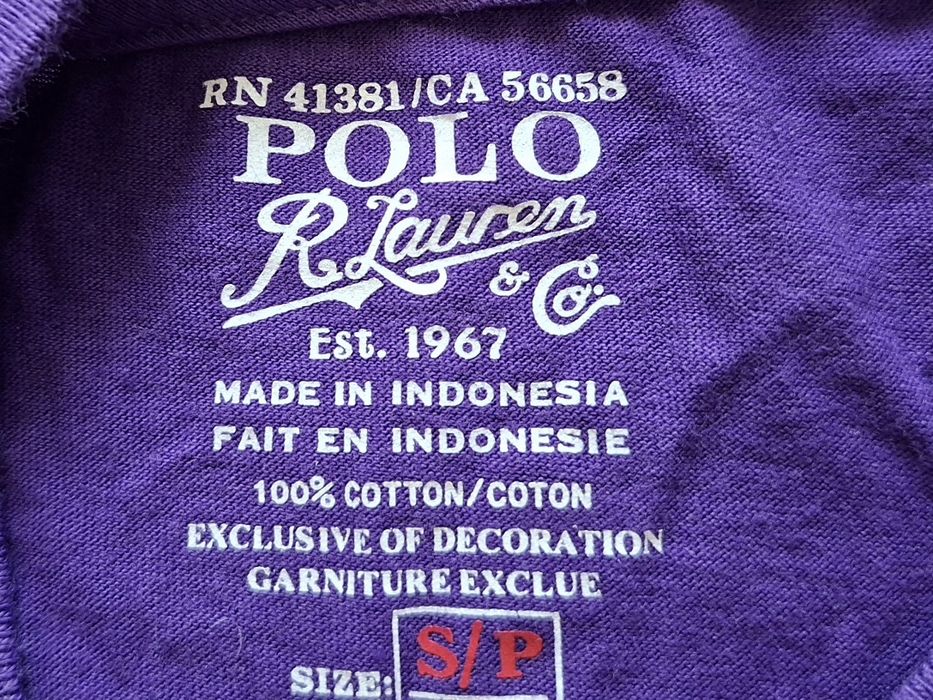 RN 41381/CA 56658
POLO
R Lauren
& Co.
Est. 1967
MADE IN INDONESIA
FAIT EN INDONESIE
100% COTTON/COTON
EXCLUSIVE OF DECORATION
GARNITURE EXCLUE
SIZE: S/P